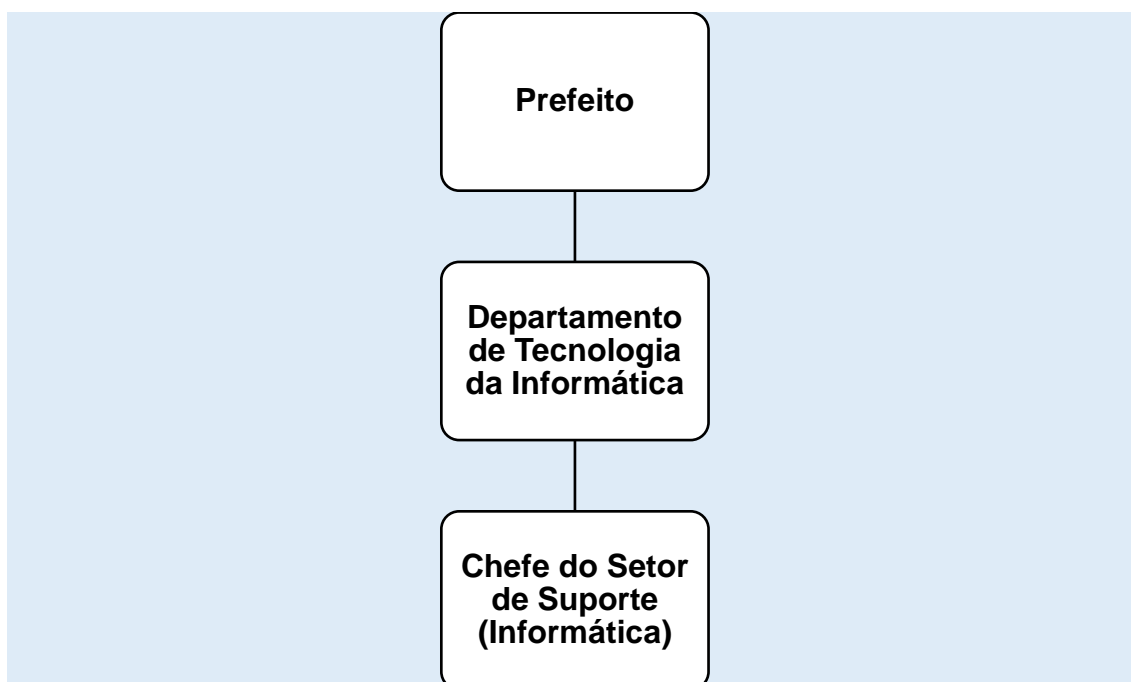 Prefeito
Departamento
de Tecnologia
da Informática
Chefe do Setor
de Suporte
(Informática)